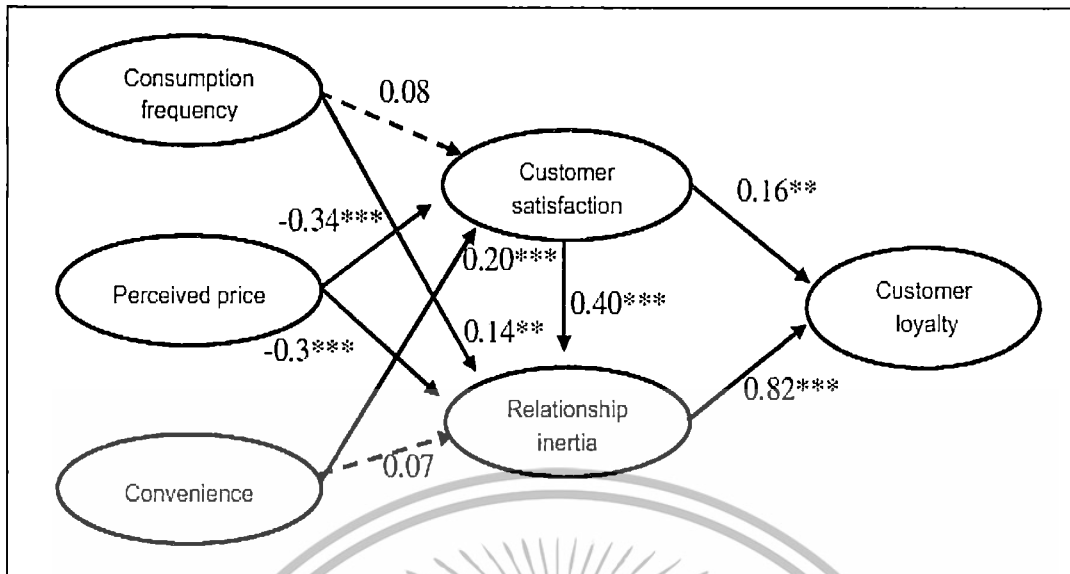 Consumption
frequency
0.08
Customer
satisfaction
0.16**
-0.34***
0.20***
Perceived price
0.40***
Customer
loyalty
-0.3***
0.14**
0.82***
Relationship
inertia
0.07
Convenience